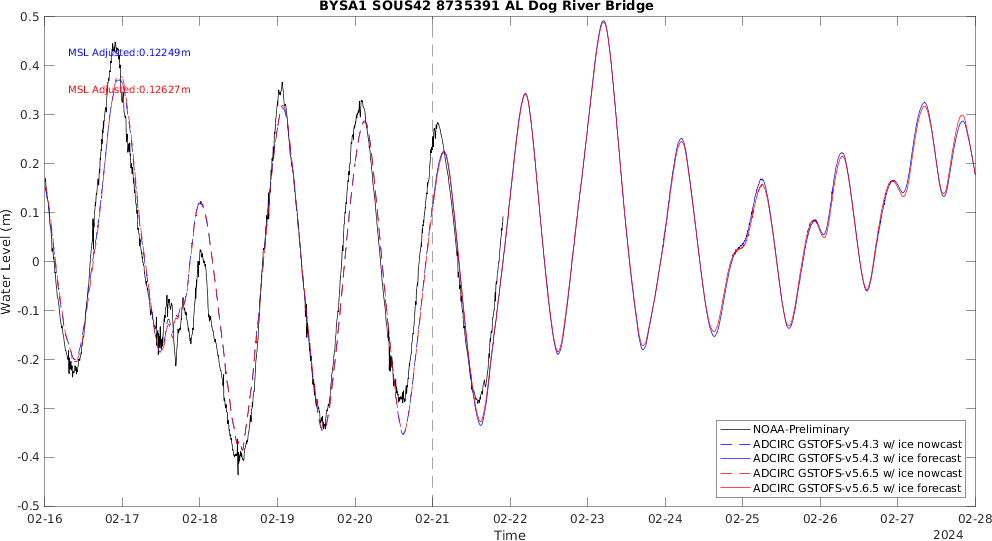 BYSA1 SOUS42 8735391 AL Dog River Bridge
0.5
0.4
0.3
0.2
0.1
0
-0.1
-0.2
-0.3
-0.4
-0.5
Water Level (m)
MSL Adjusted:0.12249m
MSL Adjusted:0.12627m
NOAA-Preliminary
ADCIRC GSTOFS-v5.4.3 w/ ice nowcast
ADCIRC GSTOFS-v5.4.3 w/ ice forecast
ADCIRC GSTOFS-v5.6.5 w/ ice nowcast
ADCIRC GSTOFS-v5.6.5 w/ ice forecast
02-16 02-17 02-18 02-19 02-20 02-21 02-22 02-23 02-24 02-25 02-26 02-27 02-28
Time
2024